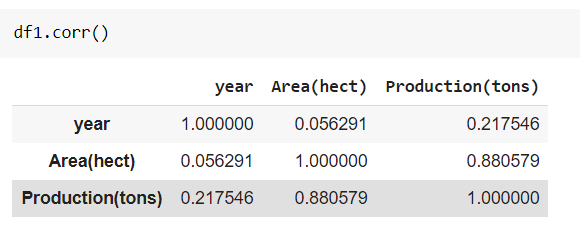 df1.corr()
year Area(hect) Production(tons)
year 1.000000 0.056291 0.217546
Area(hect) 0.056291 1.000000 0.880579
Production(tons) 0.217546 0.880579 1.000000